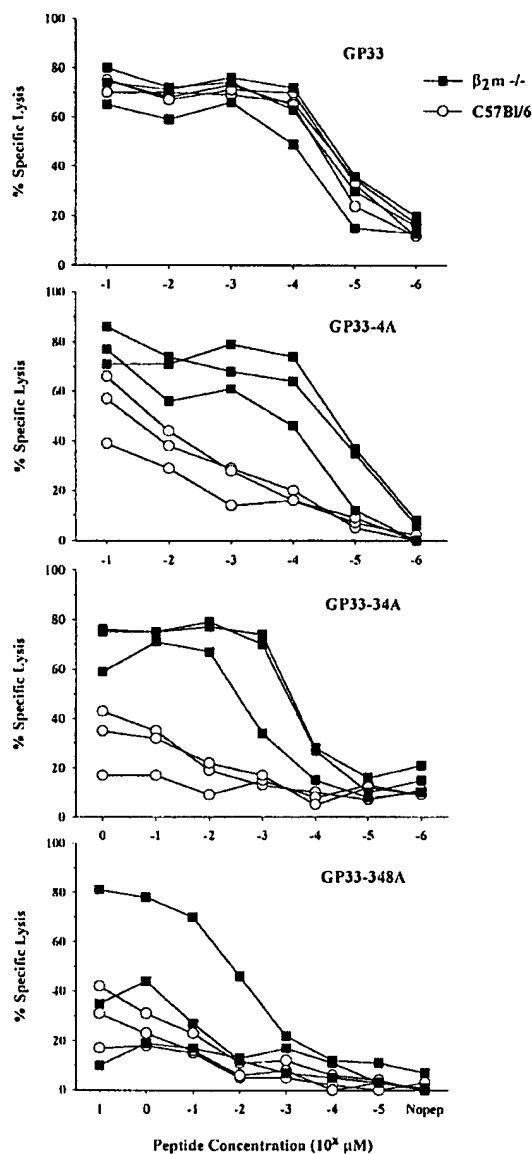 GP33
β2m -/-
C57Bl/6
% Specific Lysis
100
80
60
40
20
0
-1 -2 -3 -4 -5 -6
GP33-4A
% Specific Lysis
100
80
60
40
20
0
-1 -2 -3 -4 -5 -6
GP33-34A
% Specific Lysis
100
80
60
40
20
0
0 -1 -2 -3 -4 -5 -6
GP33-348A
% Specific Lysis
100
80
60
40
20
0
1 0 -1 -2 -3 -4 -5 Nopep
Peptide Concentration (10^x µM)